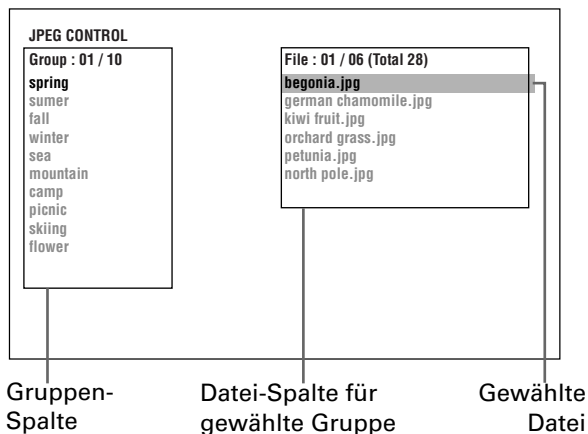 JPEG CONTROL
Group : 01 / 10
spring
sumer
fall
winter
sea
mountain
camp
picnic
skiing
flower
File : 01 / 06 (Total 28)
begonia.jpg
german chamomile.jpg
kiwi fruit.jpg
orchard grass.jpg
petunia.jpg
north pole.jpg
Gruppen-
Spalte
Datei-Spalte für
gewählte Gruppe
Gewählte
Datei